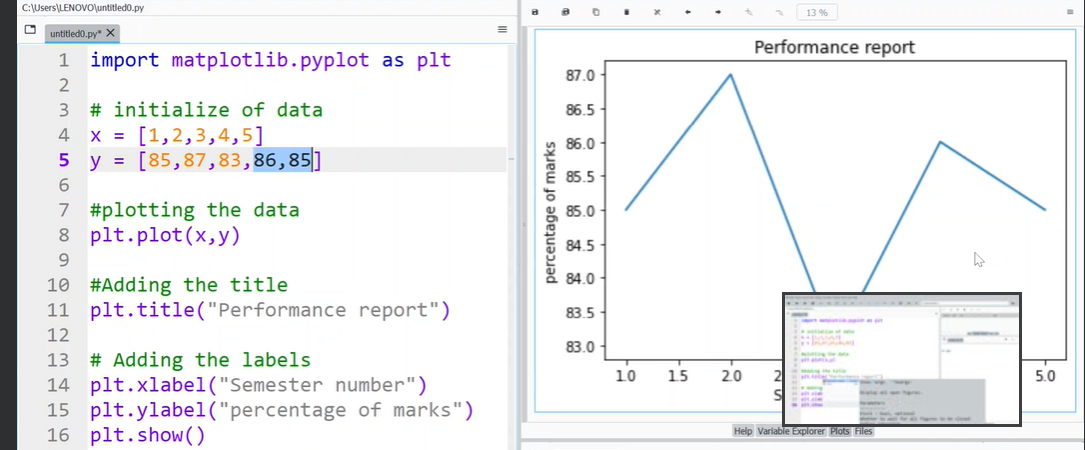 C:\Users\LENOVO\untitled0.py
untitled0.py*
1 import matplotlib.pyplot as plt
2
3 # initialize of data
4 x = [1,2,3,4,5]
5 y = [85,87,83,86,85]
6
7 #plotting the data
8 plt.plot(x,y)
9
10 #Adding the title
11 plt.title("Performance report")
12
13 # Adding the labels
14 plt.xlabel("Semester number")
15 plt.ylabel("percentage of marks")
16 plt.show()
13 %
Performance report
percentage of marks
87.0
86.5
86.0
85.5
85.0
84.5
84.0
83.5
83.0
1.0 1.5 2.0 2 5.0
S
import matplotlib.pyplot as plt
Help Variable Explorer Plots Files